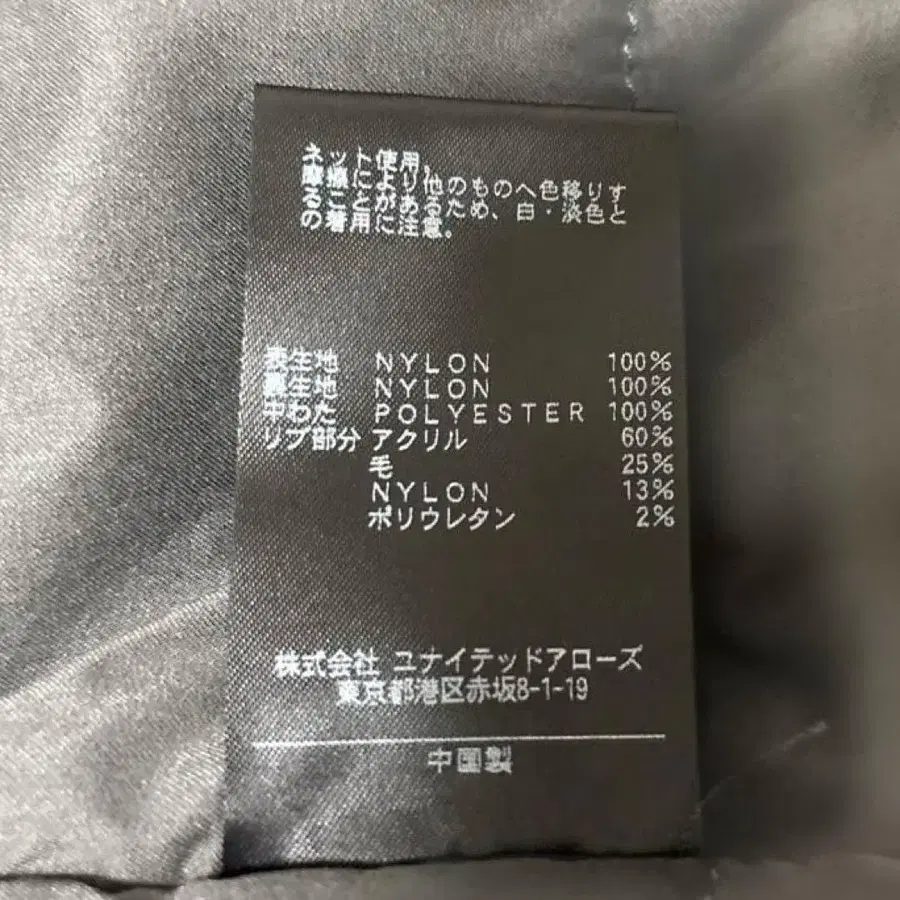 ネット使用。
摩擦により他のものへ色移りす
ることがあるため、白・淡色と
の着用に注意。
表生地 NYLON 100%
裏生地 NYLON 100%
中わた POLYESTER 100%
リブ部分 アクリル 60%
毛 25%
NYLON 13%
ポリウレタン 2%
株式会社 ユナイテッドアローズ
東京都港区赤坂8-1-19
中国製